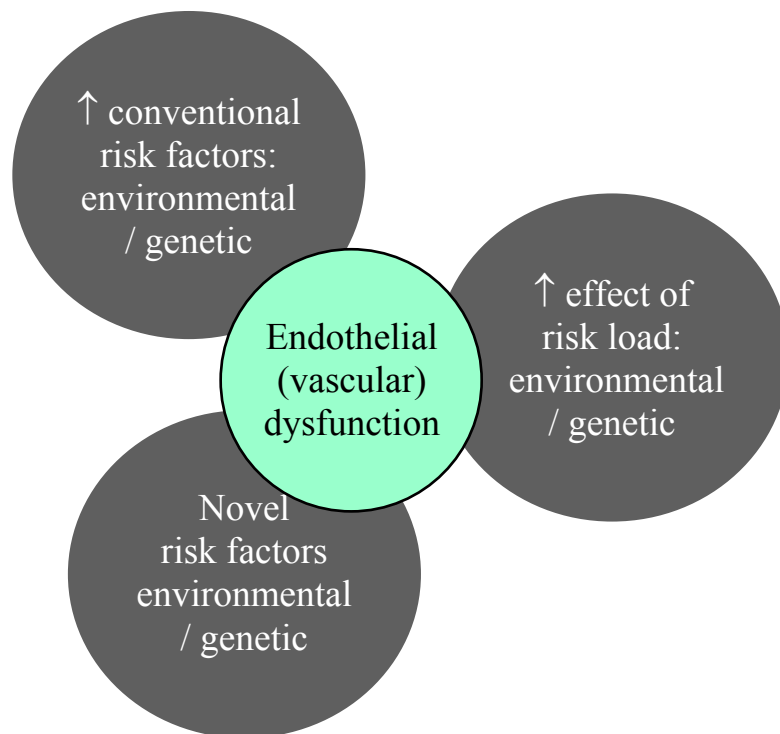 ↑ conventional
risk factors:
environmental
/ genetic
↑ effect of
risk load:
environmental
/ genetic
Endothelial
(vascular)
dysfunction
Novel
risk factors
environmental
/ genetic